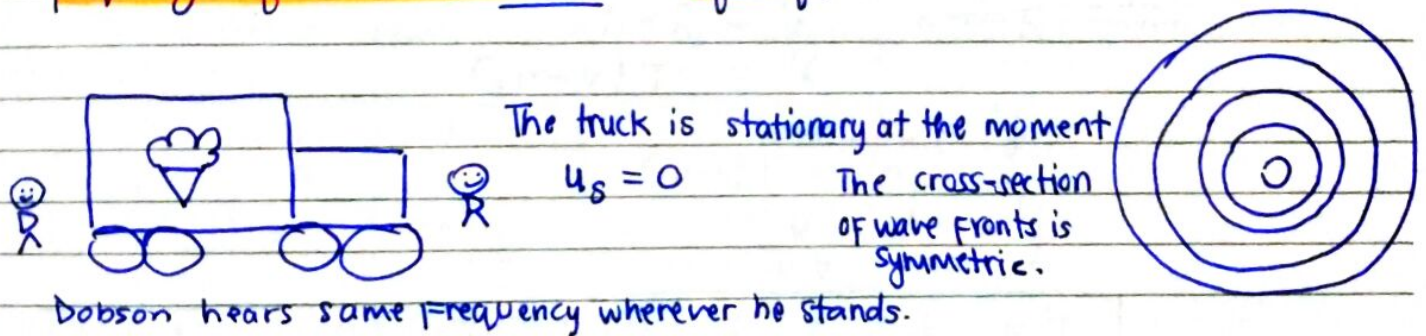 The truck is stationary at the moment
u_s = 0
The cross-section
of wave fronts is
symmetric.
Dobson hears same frequency wherever he stands.